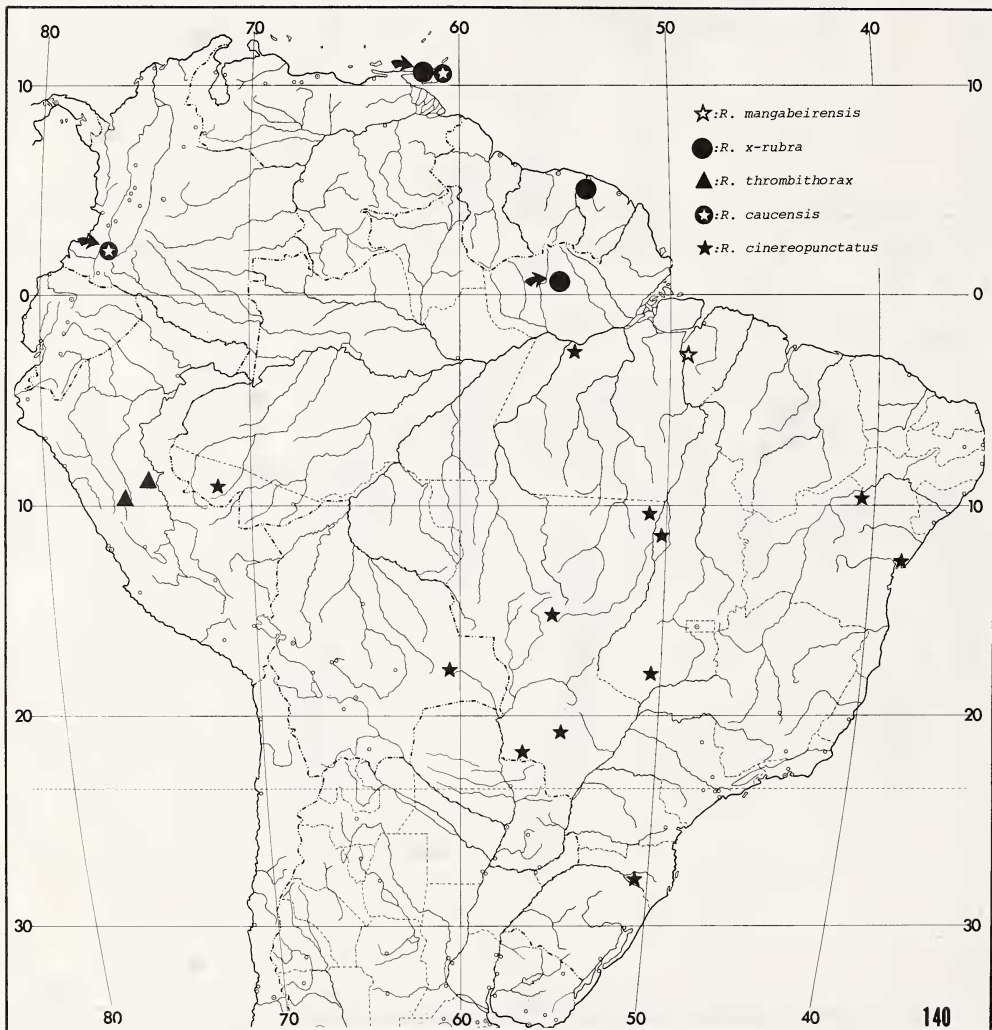 80 70 60 50 40
10 10
☆:R. mangabeirensis
●:R. x-rubra
▲:R. thrombithorax
✪:R. caucensis
★:R. cinereopunctatus
0 0
10 10
20 20
30 30
80 70 60 50 40
140